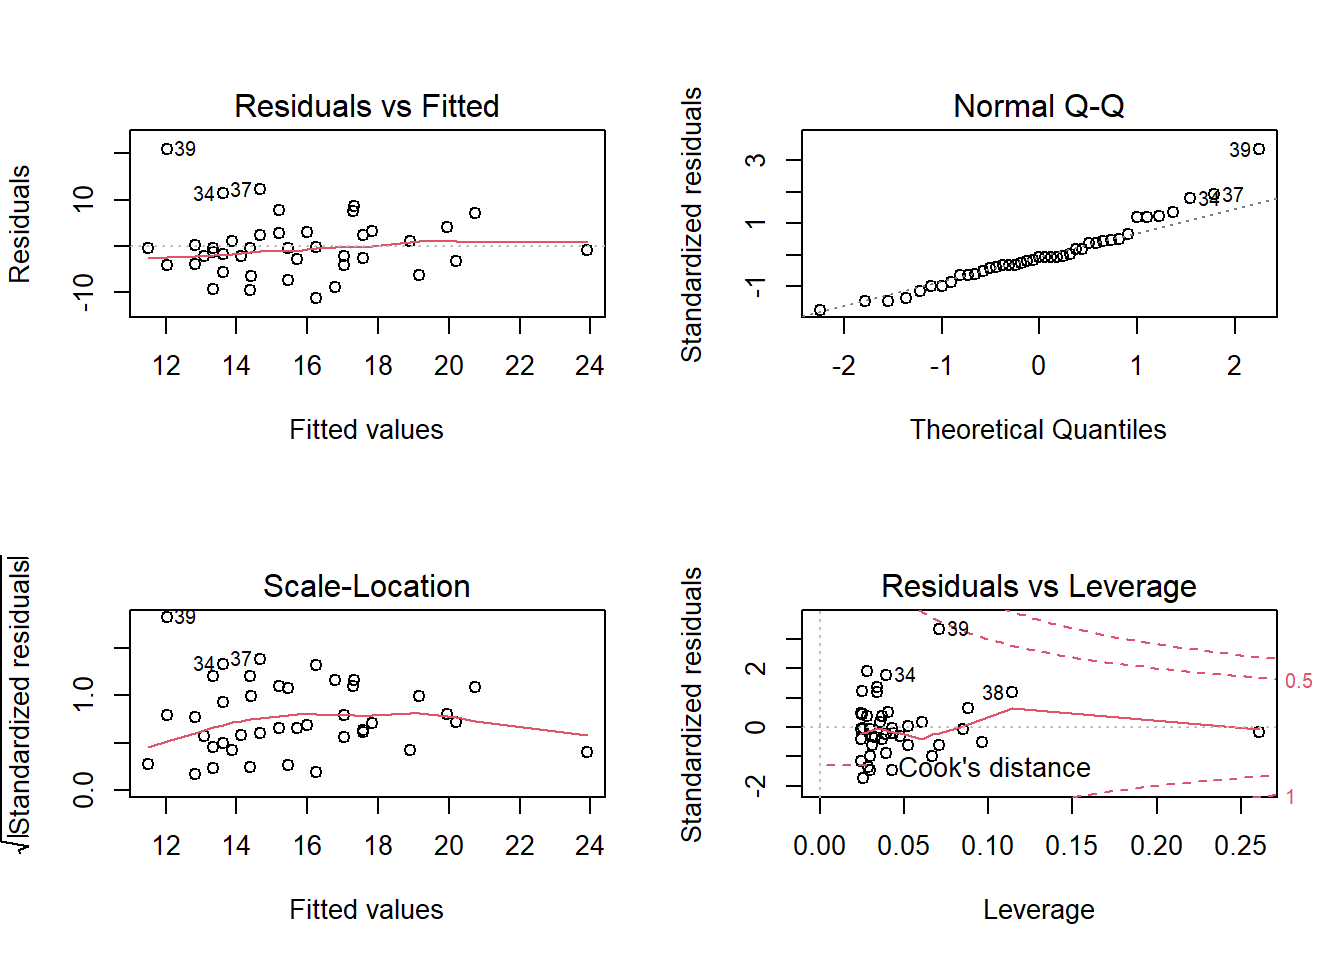 Residuals vs Fitted
Residuals
10
-10
39
34
37
12 14 16 18 20 22 24
Fitted values
Normal Q-Q
Standardized residuals
3
1
-1
39
34
37
-2 -1 0 1 2
Theoretical Quantiles
Scale-Location
√|Standardized residuals|
1.0
0.0
39
34
37
12 14 16 18 20 22 24
Fitted values
Residuals vs Leverage
Standardized residuals
2
0
-2
39
34
38
Cook's distance
0.5
1
0.00 0.05 0.10 0.15 0.20 0.25
Leverage